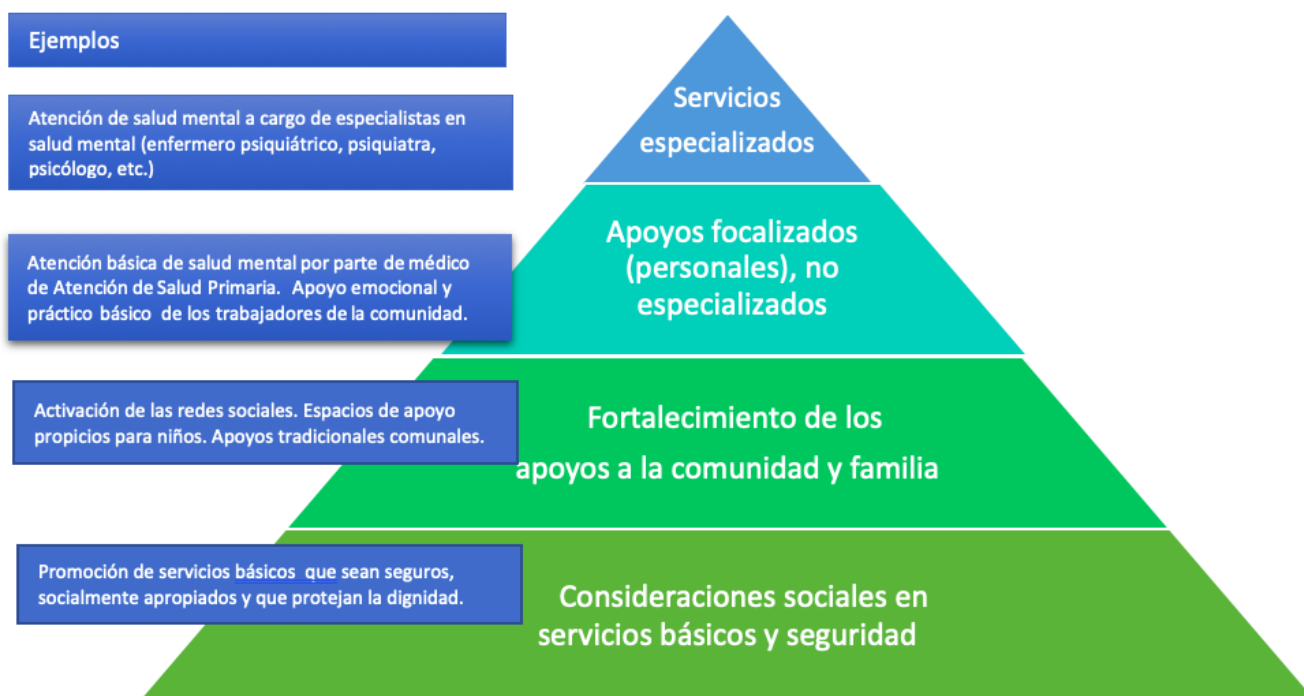 Ejemplos
Servicios
especializados
Atención de salud mental a cargo de especialistas en
salud mental (enfermero psiquiátrico, psiquiatra,
psicólogo, etc.)
Apoyos focalizados
(personales), no
especializados
Atención básica de salud mental por parte de médico
de Atención de Salud Primaria. Apoyo emocional y
práctico básico de los trabajadores de la comunidad.
Fortalecimiento de los
apoyos a la comunidad y familia
Activación de las redes sociales. Espacios de apoyo
propicios para niños. Apoyos tradicionales comunales.
Consideraciones sociales en
servicios básicos y seguridad
Promoción de servicios básicos que sean seguros,
socialmente apropiados y que protejan la dignidad.